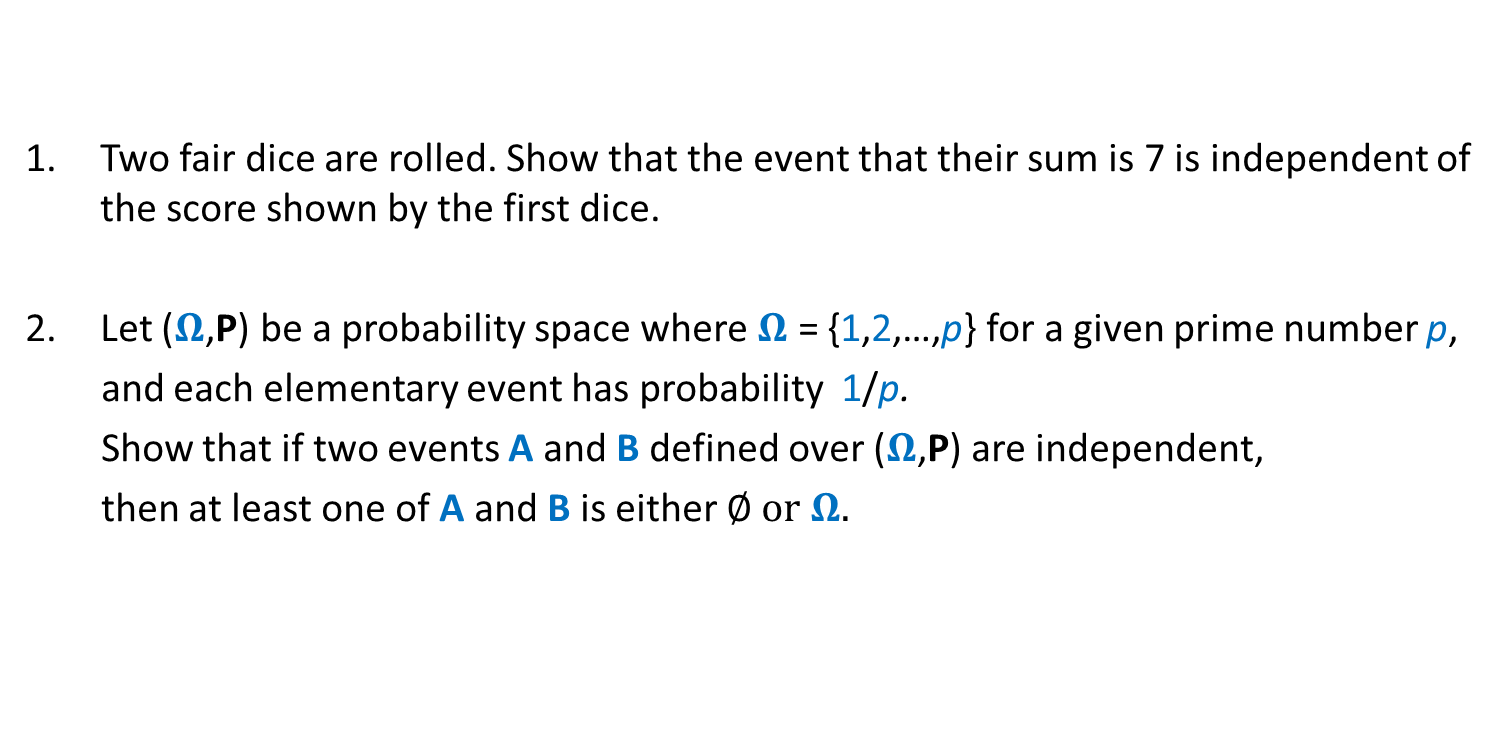 1. Two fair dice are rolled. Show that the event that their sum is 7 is independent of
the score shown by the first dice.
2. Let (Ω,P) be a probability space where Ω = {1,2,...,p} for a given prime number p,
and each elementary event has probability 1/p.
Show that if two events A and B defined over (Ω,P) are independent,
then at least one of A and B is either Ø or Ω.